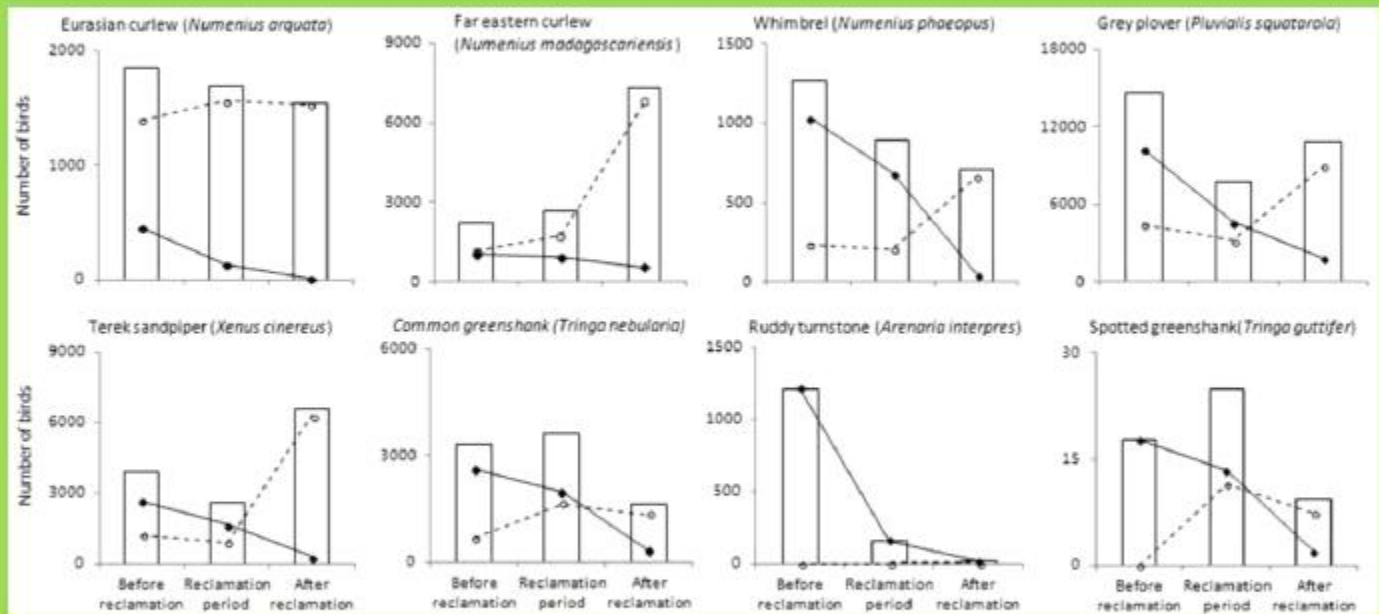 Eurasian curlew (Numenius arquata)
2000
1000
0
Number of birds
Far eastern curlew
(Numenius madagascariensis)
9000
6000
3000
0
Whimbrel (Numenius phaeopus)
1500
1000
500
0
Grey plover (Pluvialis squatarola)
18000
12000
6000
0
Terek sandpiper (Xenus cinereus)
9000
6000
3000
0
Number of birds
Before reclamation
Reclamation period
After reclamation
Common greenshank (Tringa nebularia)
6000
3000
0
Before reclamation
Reclamation period
After reclamation
Ruddy turnstone (Arenaria interpres)
1500
1000
500
0
Before reclamation
Reclamation period
After reclamation
Spotted greenshank(Tringa guttifer)
30
15
0
Before reclamation
Reclamation period
After reclamation